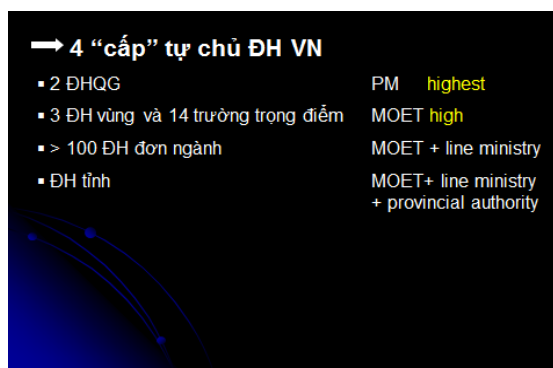 ➞ 4 “cấp” tự chủ ĐH VN
▪ 2 ĐHQG PM highest
▪ 3 ĐH vùng và 14 trường trọng điểm MOET high
▪ > 100 ĐH đơn ngành MOET + line ministry
▪ ĐH tỉnh MOET+ line ministry
+ provincial authority